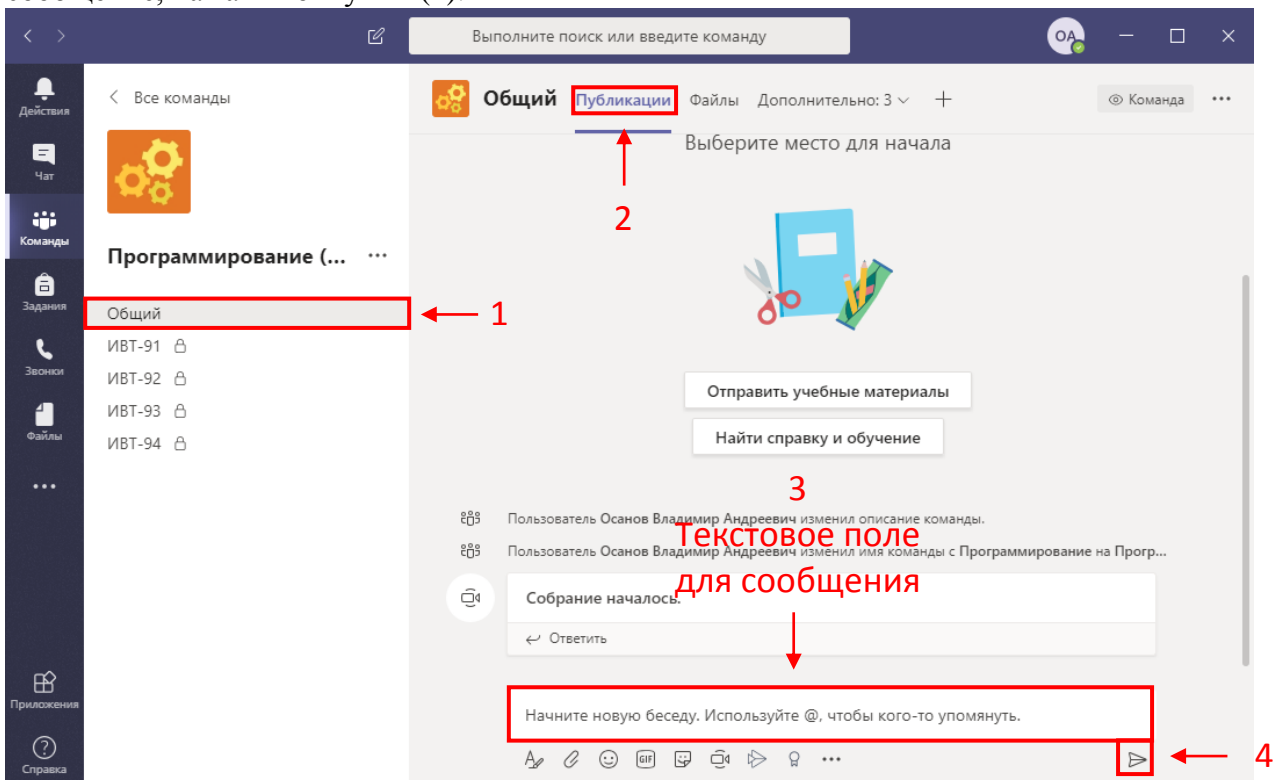 Выполните поиск или введите команду
ОА
Действия
Чат
Команды
Задания
Звонки
Файлы
Приложения
Справка
Все команды
Программирование (...
Общий
ИВТ-91
ИВТ-92
ИВТ-93
ИВТ-94
1
Общий Публикации Файлы Дополнительно: 3
Команда
2
Выберите место для начала
Отправить учебные материалы
Найти справку и обучение
3
Текстовое поле
для сообщения
Пользователь Осанов Владимир Андреевич изменил описание команды.
Пользователь Осанов Владимир Андреевич изменил имя команды с Программирование на Прогр...
Собрание началось.
Ответить
Начните новую беседу. Используйте @, чтобы кого-то упомянуть.
GIF
4